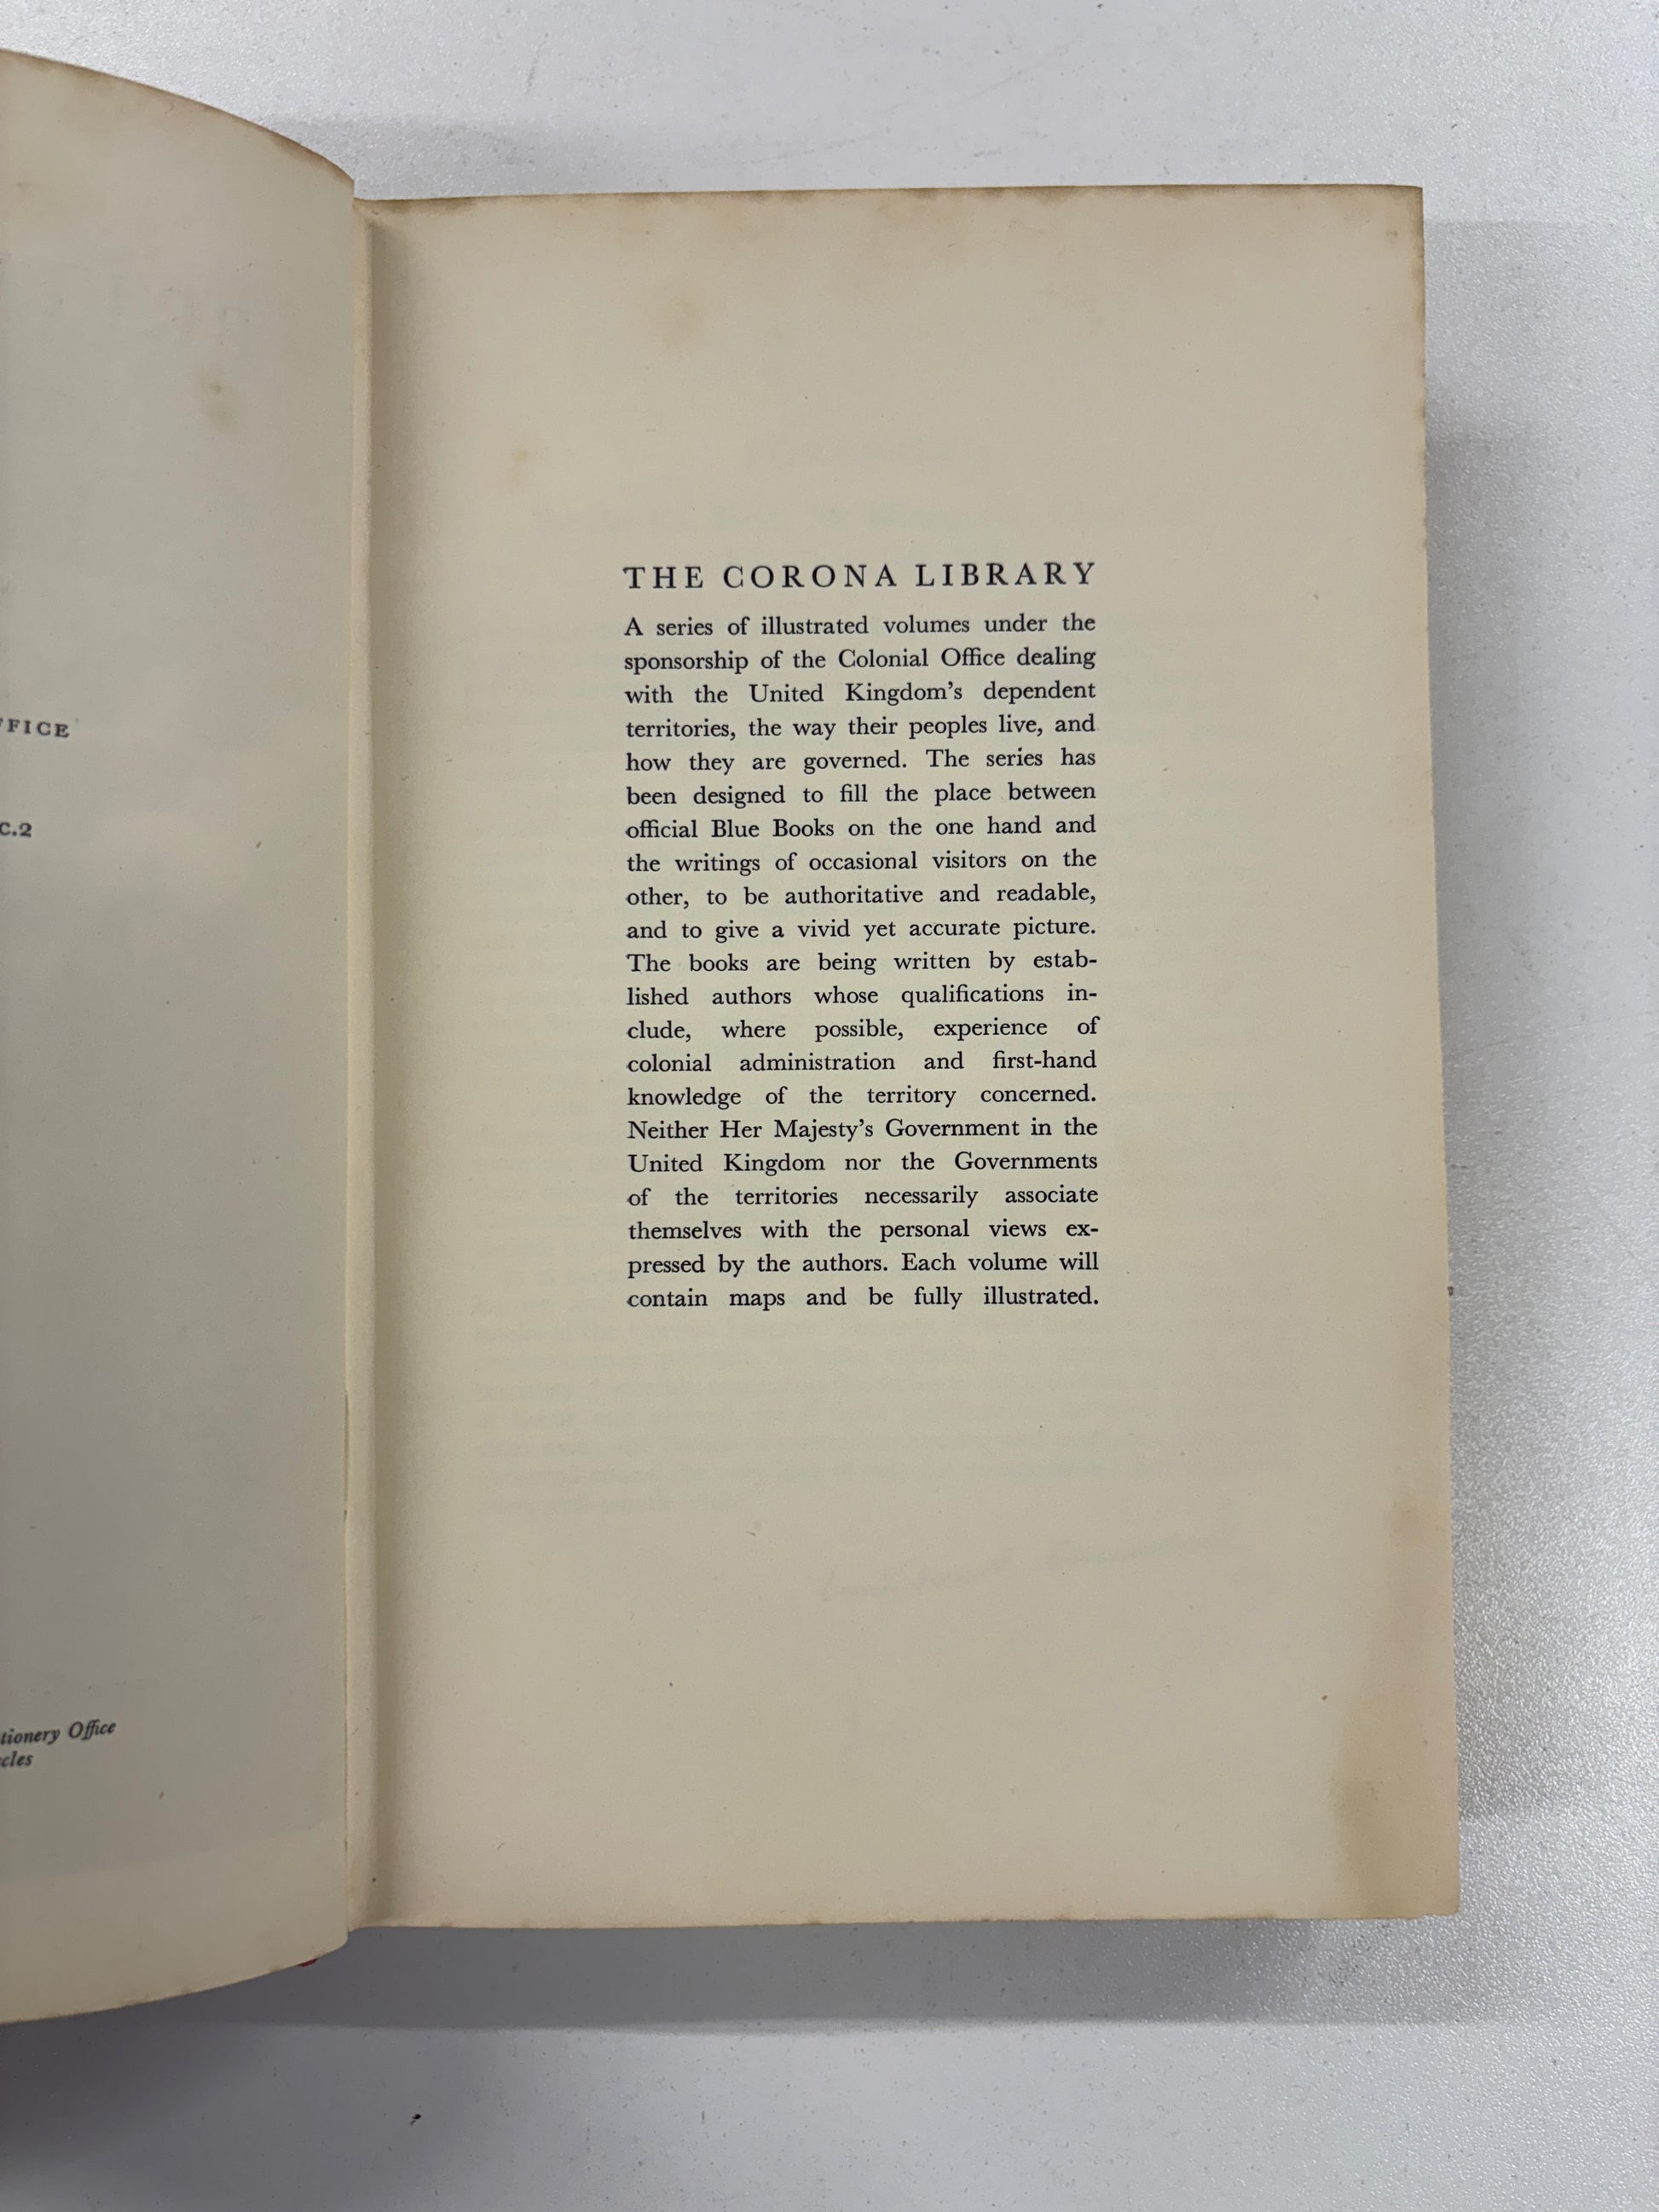 FFICE
C.2
tionery Office
cles
THE CORONA LIBRARY
A series of illustrated volumes under the
sponsorship of the Colonial Office dealing
with the United Kingdom's dependent
territories, the way their peoples live, and
how they are governed. The series has
been designed to fill the place between
official Blue Books on the one hand and
the writings of occasional visitors on the
other, to be authoritative and readable,
and to give a vivid yet accurate picture.
The books are being written by estab-
lished authors whose qualifications in-
clude, where possible, experience of
colonial administration and first-hand
knowledge of the territory concerned.
Neither Her Majesty's Government in the
United Kingdom nor the Governments
of the territories necessarily associate
themselves with the personal views ex-
pressed by the authors. Each volume will
contain maps and be fully illustrated.